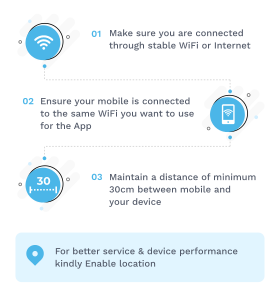 01 Make sure you are connected
through stable WiFi or Internet
02 Ensure your mobile is connected
to the same WiFi you want to use
for the App
30
03 Maintain a distance of minimum
30cm between mobile and
your device
For better service & device performance
kindly Enable location